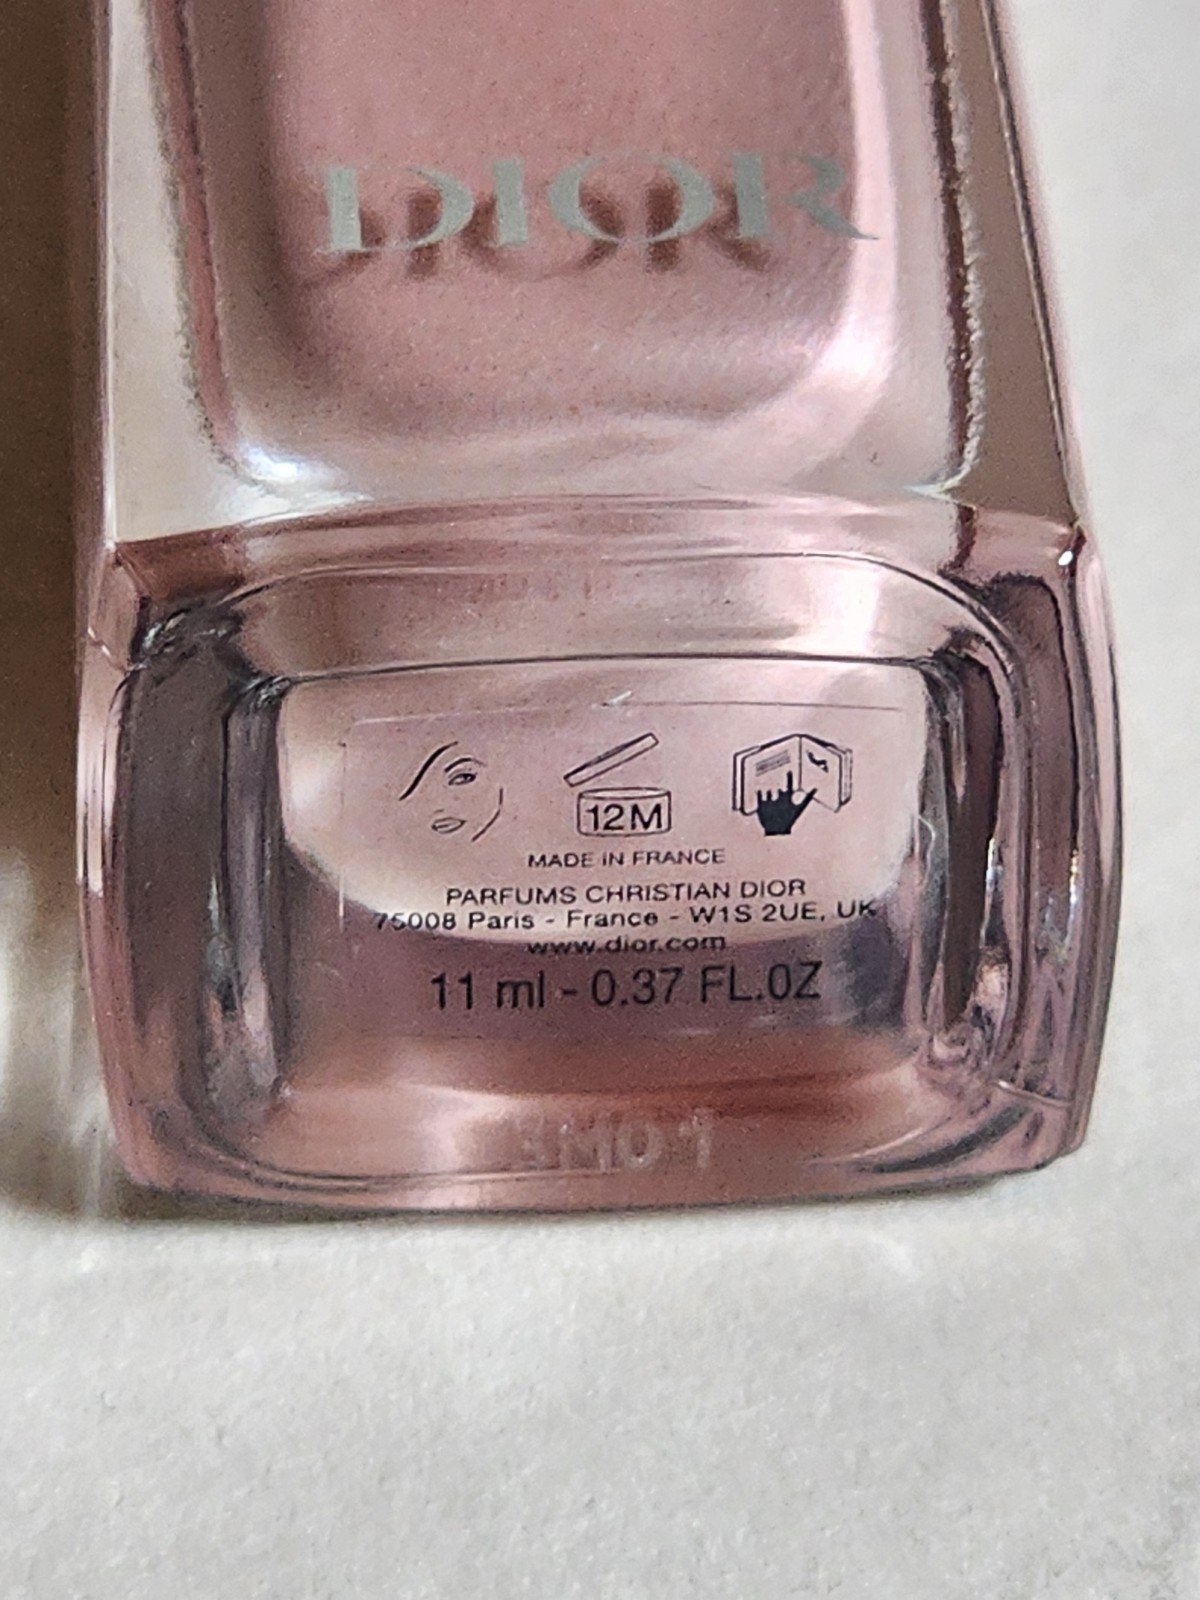 DIOR
12M
MADE IN FRANCE
PARFUMS CHRISTIAN DIOR
75008 Paris - France - W1S 2UE, UK
www.dior.com
11 ml - 0.37 FL.OZ